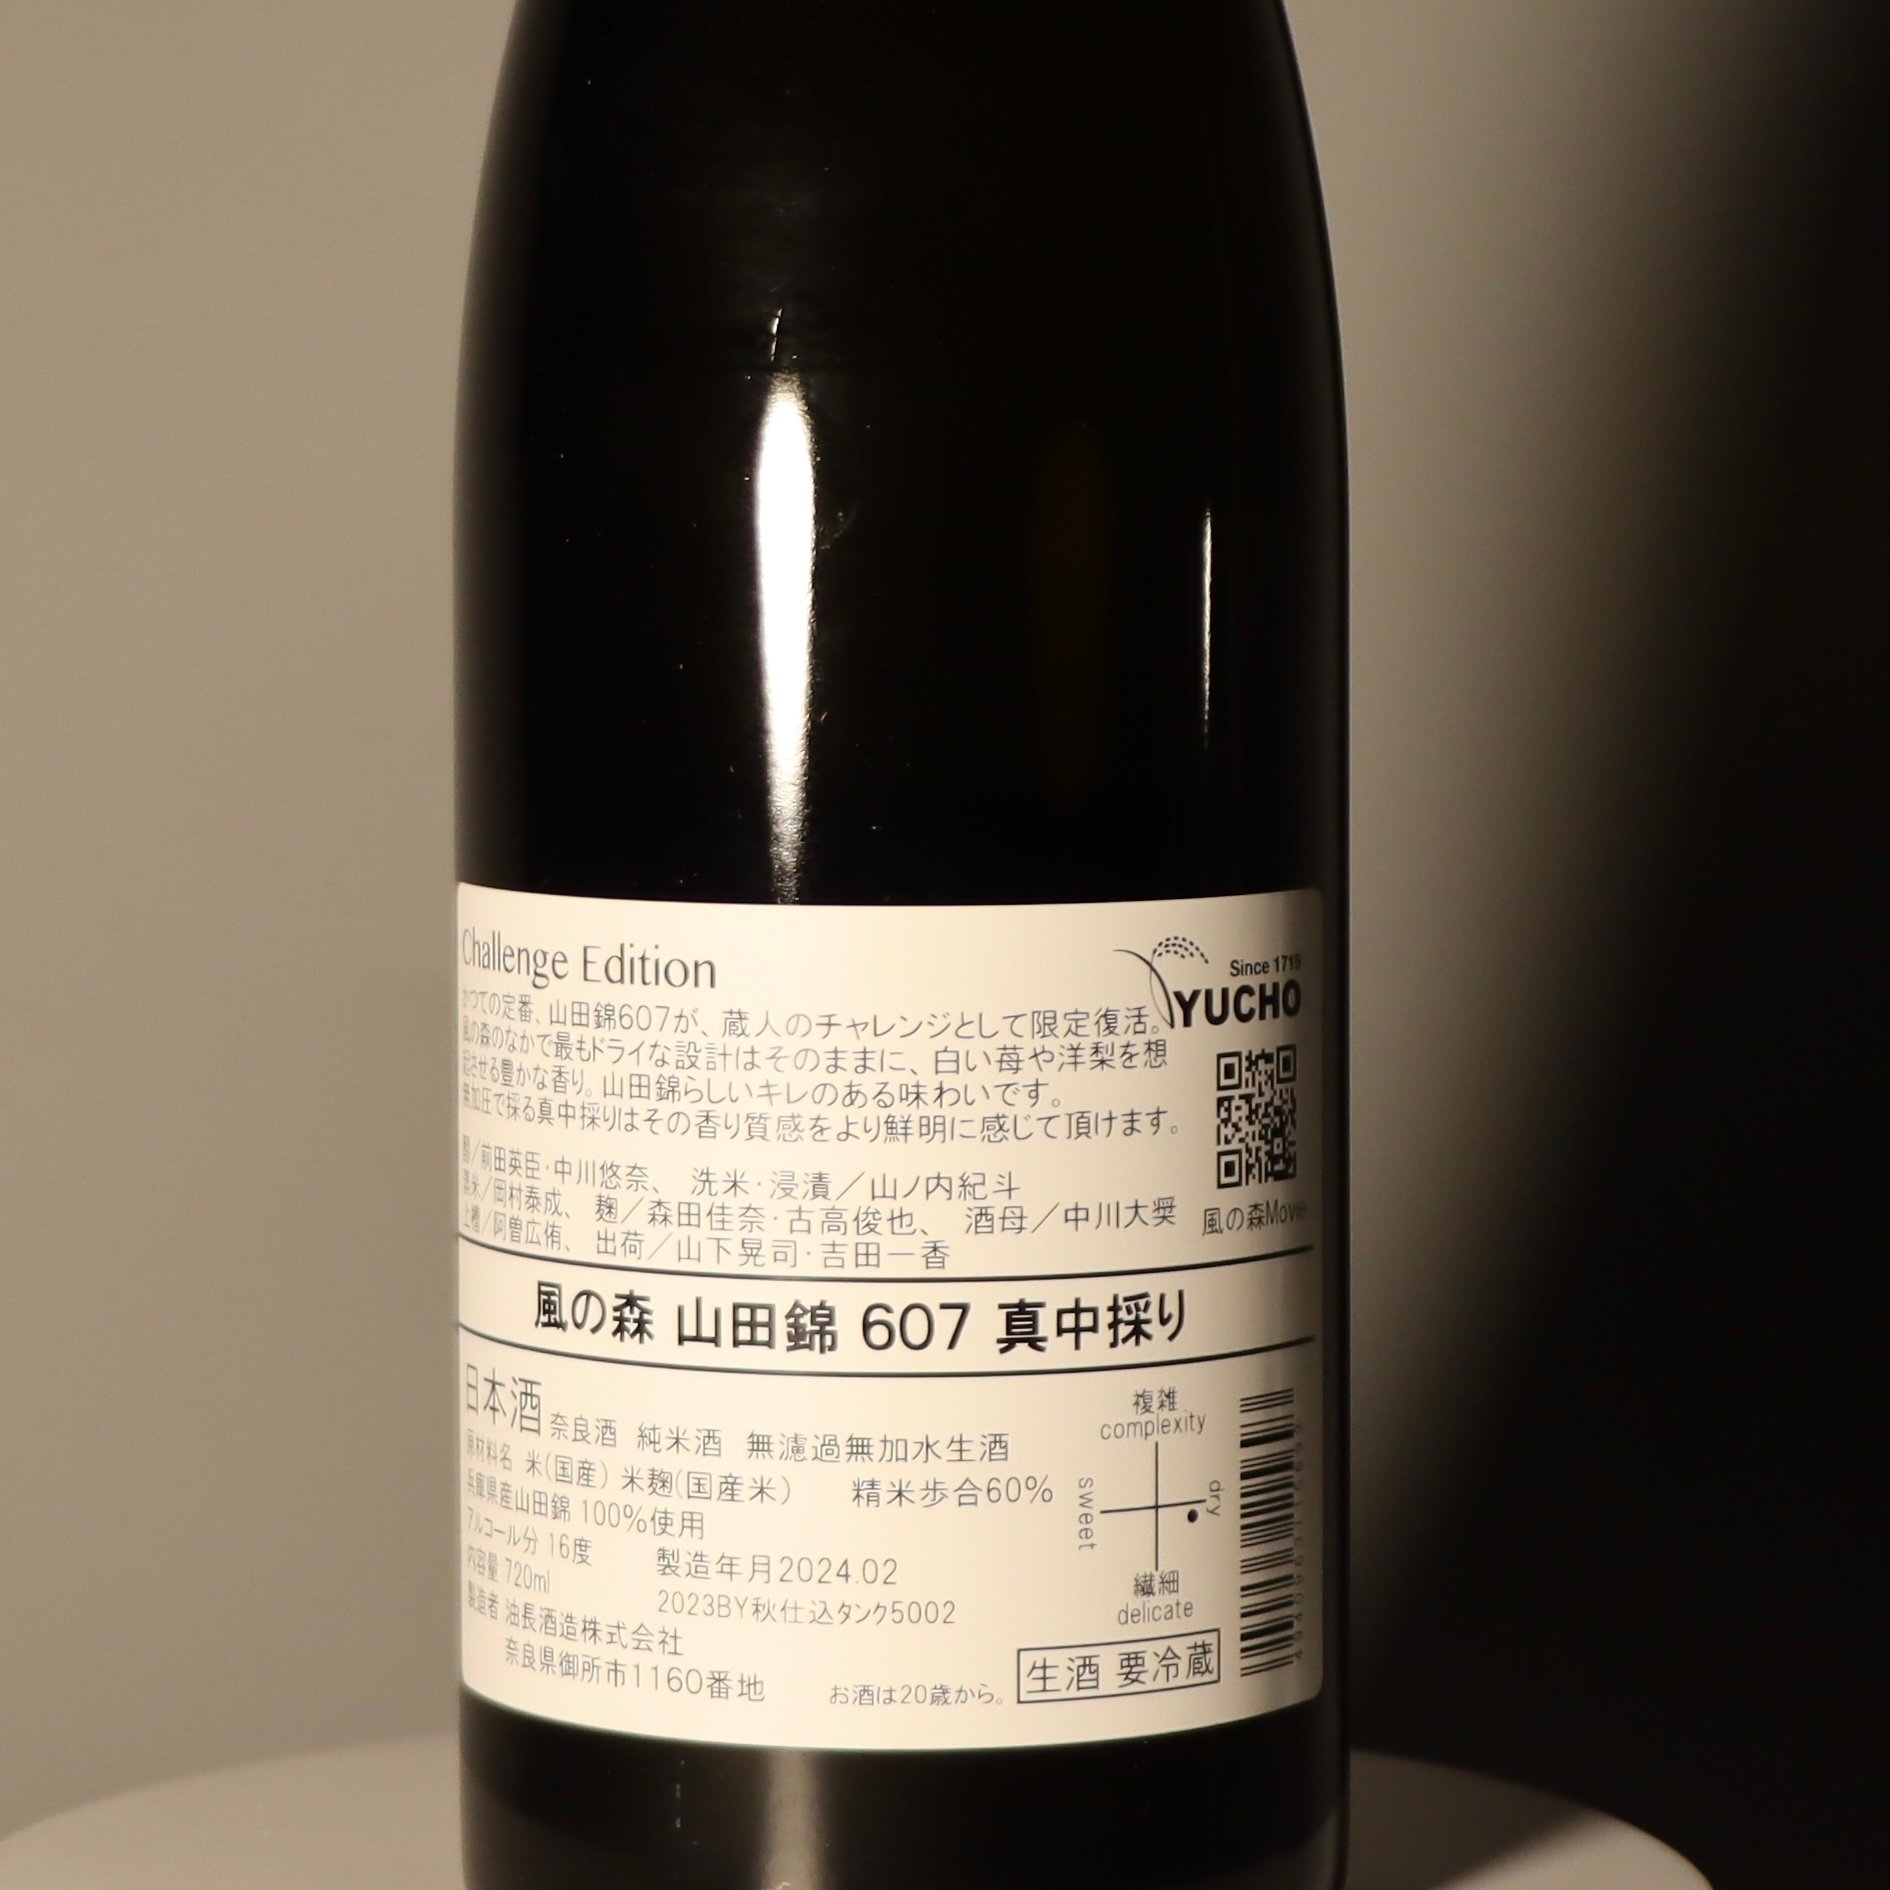 Challenge Edition
Since 1719
YUCHO
かつての定番、山田錦607が、蔵人のチャレンジとして限定復活。
風の森のなかで最もドライな設計はそのままに、白い苺や洋梨を想
起させる豊かな香り。山田錦らしいキレのある味わいです。
無加圧で採る真中採りはその香り質感をより鮮明に感じて頂けます。
／前田英臣・中川悠奈、 洗米・浸漬／山ノ内紀斗
蒸米／岡村泰成、 麹／森田佳奈・古高俊也、 酒母／中川大奨
上槽／阿曽広侑、 出荷／山下晃司・吉田一香
風の森Movie
風の森 山田錦 607 真中採り
日本酒 奈良酒 純米酒 無濾過無加水生酒
原材料名 米(国産) 米麹(国産米) 精米歩合60%
兵庫県産山田錦 100%使用
アルコール分 16度
内容量 720ml
製造年月2024.02
2023BY秋仕込タンク5002
製造者 油長酒造株式会社
奈良県御所市1160番地
お酒は20歳から。
生酒 要冷蔵
複雑
complexity
sweet
dry
繊細
delicate